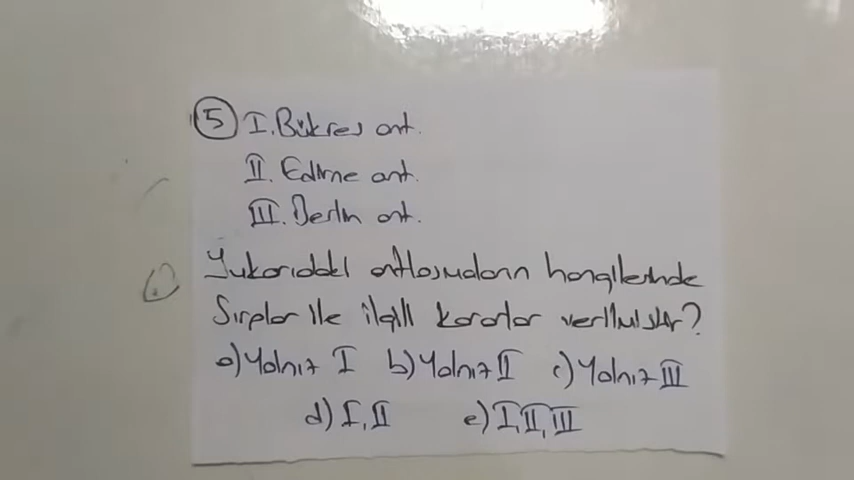 5 I. Bükreş ant.
II. Edirne ant.
III. Berlin ant.
Yukarıdaki antlaşmaların hangilerinde
Sırplar ile ilgili kararlar verilmiştir?
a) Yalnız I b) Yalnız II c) Yalnız III
d) I, II e) I, II, III